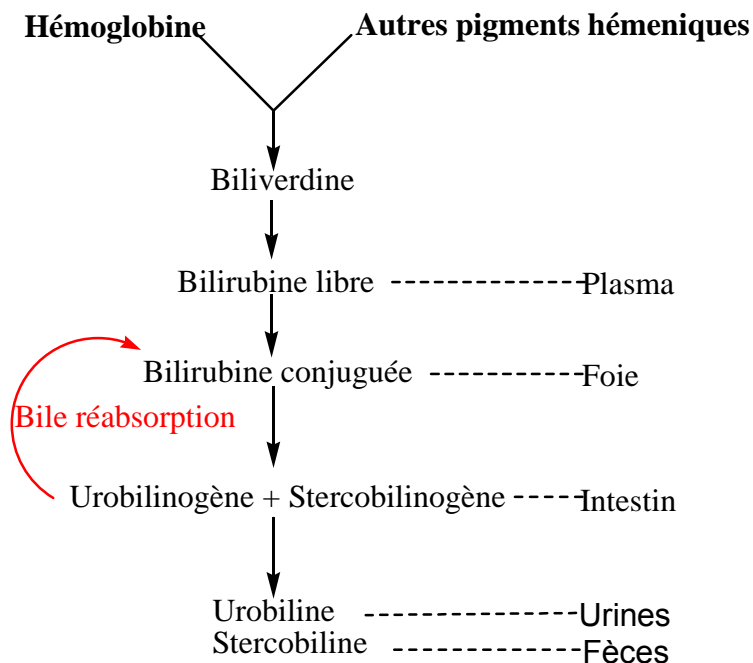 Hémoglobine Autres pigments hémeniques
Biliverdine
Bilirubine libre Plasma
Bilirubine conjuguée Foie
Bile réabsorption
Urobilinogène + Stercobilinogène Intestin
Urobiline Urines
Stercobiline Fèces